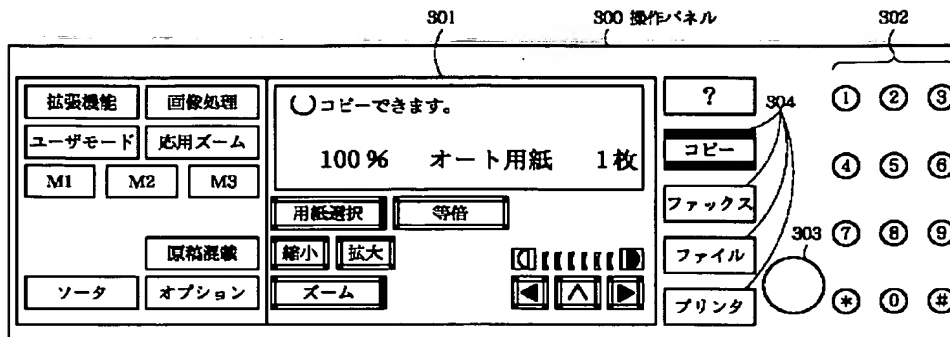 301 300 操作パネル 302
拡張機能 画像処理
ユーザモード 応用ズーム
M1 M2 M3
原稿混載
ソータ オプション
コピーできます。
100% オート用紙 1枚
用紙選択 等倍
縮小 拡大
ズーム
?
304
コピー
ファックス
ファイル
プリンタ
303
1 2 3
4 5 6
7 8 9
* 0 #